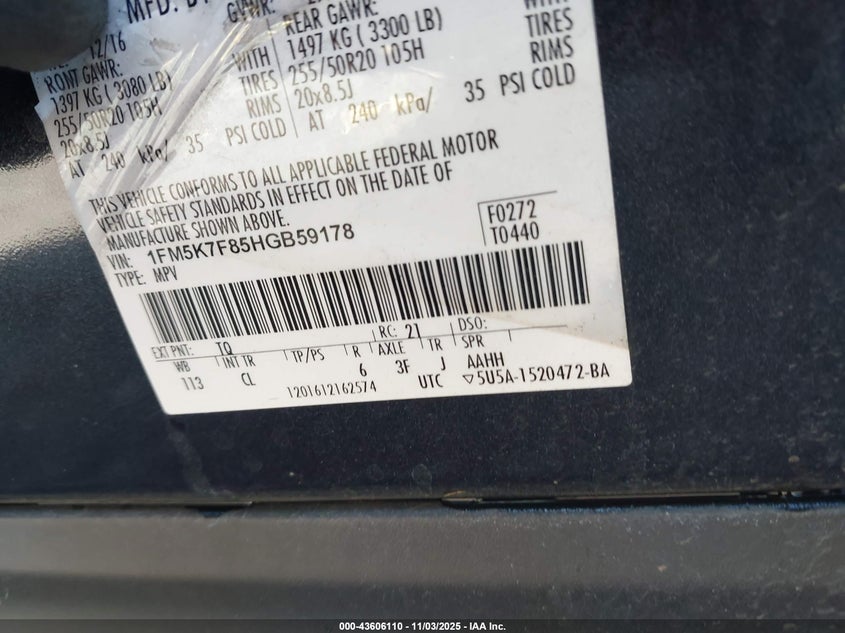 MFD. B
GVWR:
12/16
RONT GAWR:
1397 KG ( 3080 LB)
255/50R20 105H
20x8.5J
AT 240 kPa/ 35 PSI COLD
WITH
TIRES
RIMS
REAR GAWR:
1497 KG ( 3300 LB)
255/50R20 105H
20x8.5J
AT 240 kPa/ 35 PSI COLD
WITH
TIRES
RIMS
THIS VEHICLE CONFORMS TO ALL APPLICABLE FEDERAL MOTOR
VEHICLE SAFETY STANDARDS IN EFFECT ON THE DATE OF
MANUFACTURE SHOWN ABOVE.
VIN: 1FM5K7F85HGB59178
TYPE: MPV
F0272
T0440
EXT PNT: TQ RC: 21 DSO:
WB INT TR TP/PS R AXLE TR SPR
113 CL 6 3F J AAHH
1201612162574 UTC ▽5U5A-1520472-BA
000-43606110 - 11/03/2025 - IAA Inc.